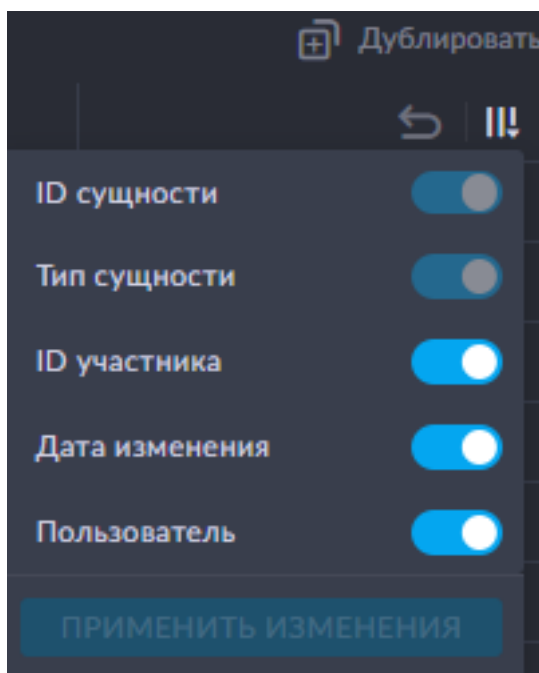 Дублировать
ID сущности
Тип сущности
ID участника
Дата изменения
Пользователь
ПРИМЕНИТЬ ИЗМЕНЕНИЯ